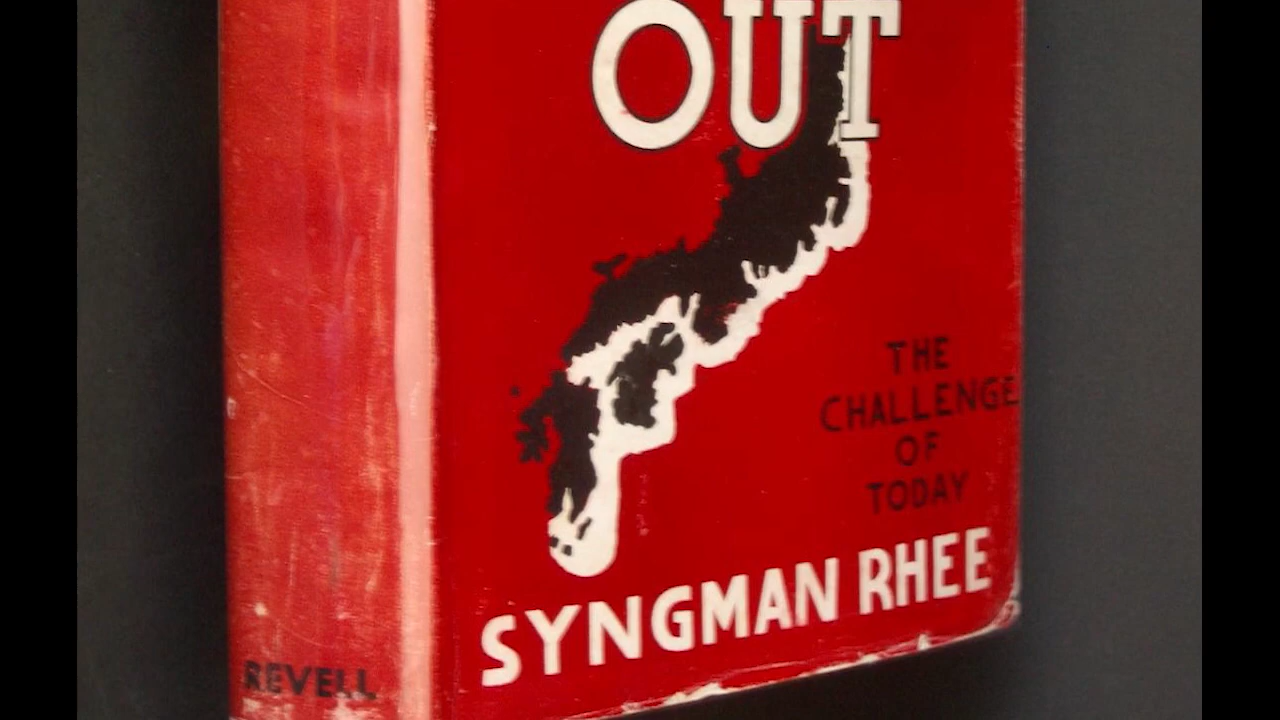 OUT
THE
CHALLENGE
OF
TODAY
SYNGMAN RHEE
REVELL